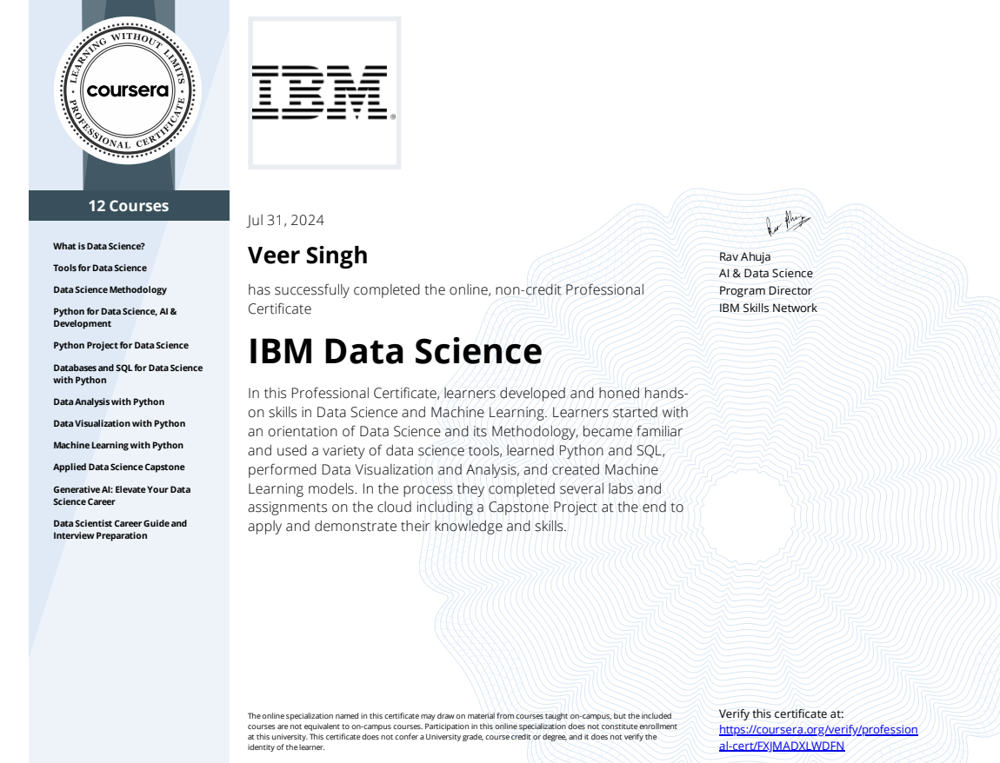 LEARNING WITHOUT LIMITS
coursera
PROFESSIONAL CERTIFICATE
12 Courses
What is Data Science?
Tools for Data Science
Data Science Methodology
Python for Data Science, AI &
Development
Python Project for Data Science
Databases and SQL for Data Science
with Python
Data Analysis with Python
Data Visualization with Python
Machine Learning with Python
Applied Data Science Capstone
Generative AI: Elevate Your Data
Science Career
Data Scientist Career Guide and
Interview Preparation
IBM®
Jul 31, 2024
Veer Singh
has successfully completed the online, non-credit Professional
Certificate
IBM Data Science
In this Professional Certificate, learners developed and honed hands-
on skills in Data Science and Machine Learning. Learners started with
an orientation of Data Science and its Methodology, became familiar
and used a variety of data science tools, learned Python and SQL,
performed Data Visualization and Analysis, and created Machine
Learning models. In the process they completed several labs and
assignments on the cloud including a Capstone Project at the end to
apply and demonstrate their knowledge and skills.
Rav Ahuja
Rav Ahuja
AI & Data Science
Program Director
IBM Skills Network
The online specialization named in this certificate may draw on material from courses taught on-campus, but the included
courses are not equivalent to on-campus courses. Participation in this online specialization does not constitute enrollment
at this university. This certificate does not confer a University grade, course credit or degree, and it does not verify the
identity of the learner.
Verify this certificate at:
https://coursera.org/verify/profession
al-cert/FXJMADXLWDFN